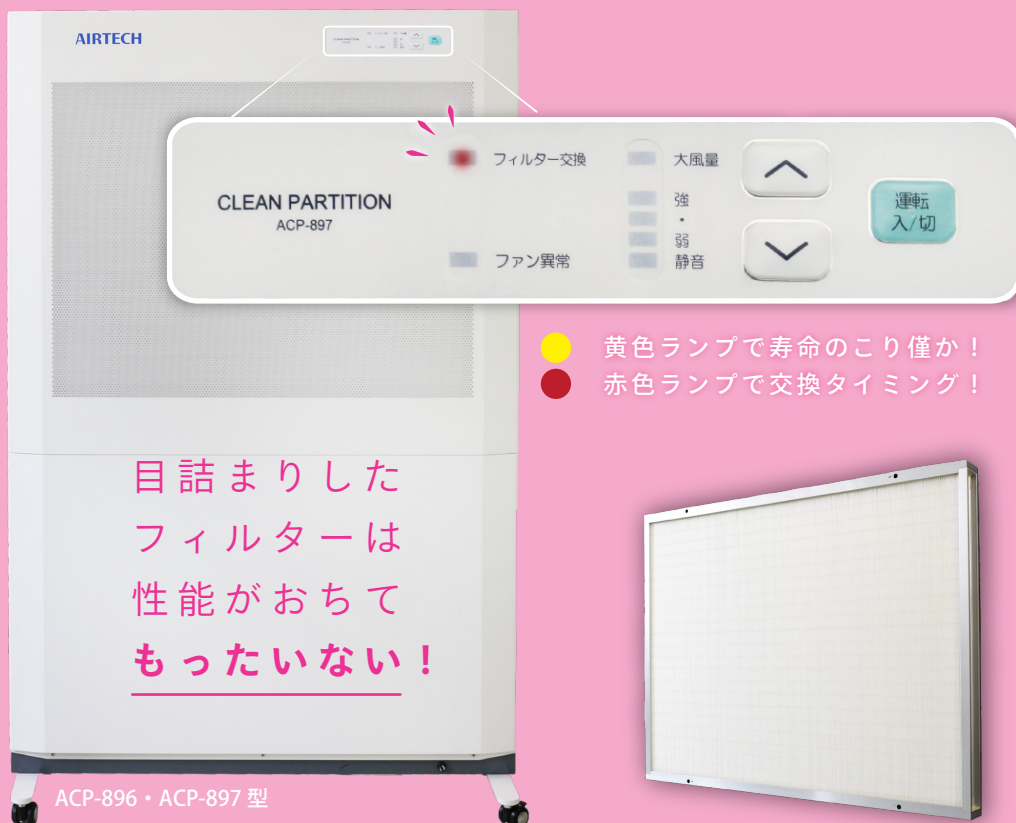 AIRTECH
CLEAN PARTITION
ACP-897
フィルター交換
ファン異常
大風量
強
・
弱
静音
運転
入/切
黄色ランプで寿命のこり僅か！
赤色ランプで交換タイミング！
目詰まりした
フィルターは
性能がおちて
もったいない！
ACP-896・ACP-897 型